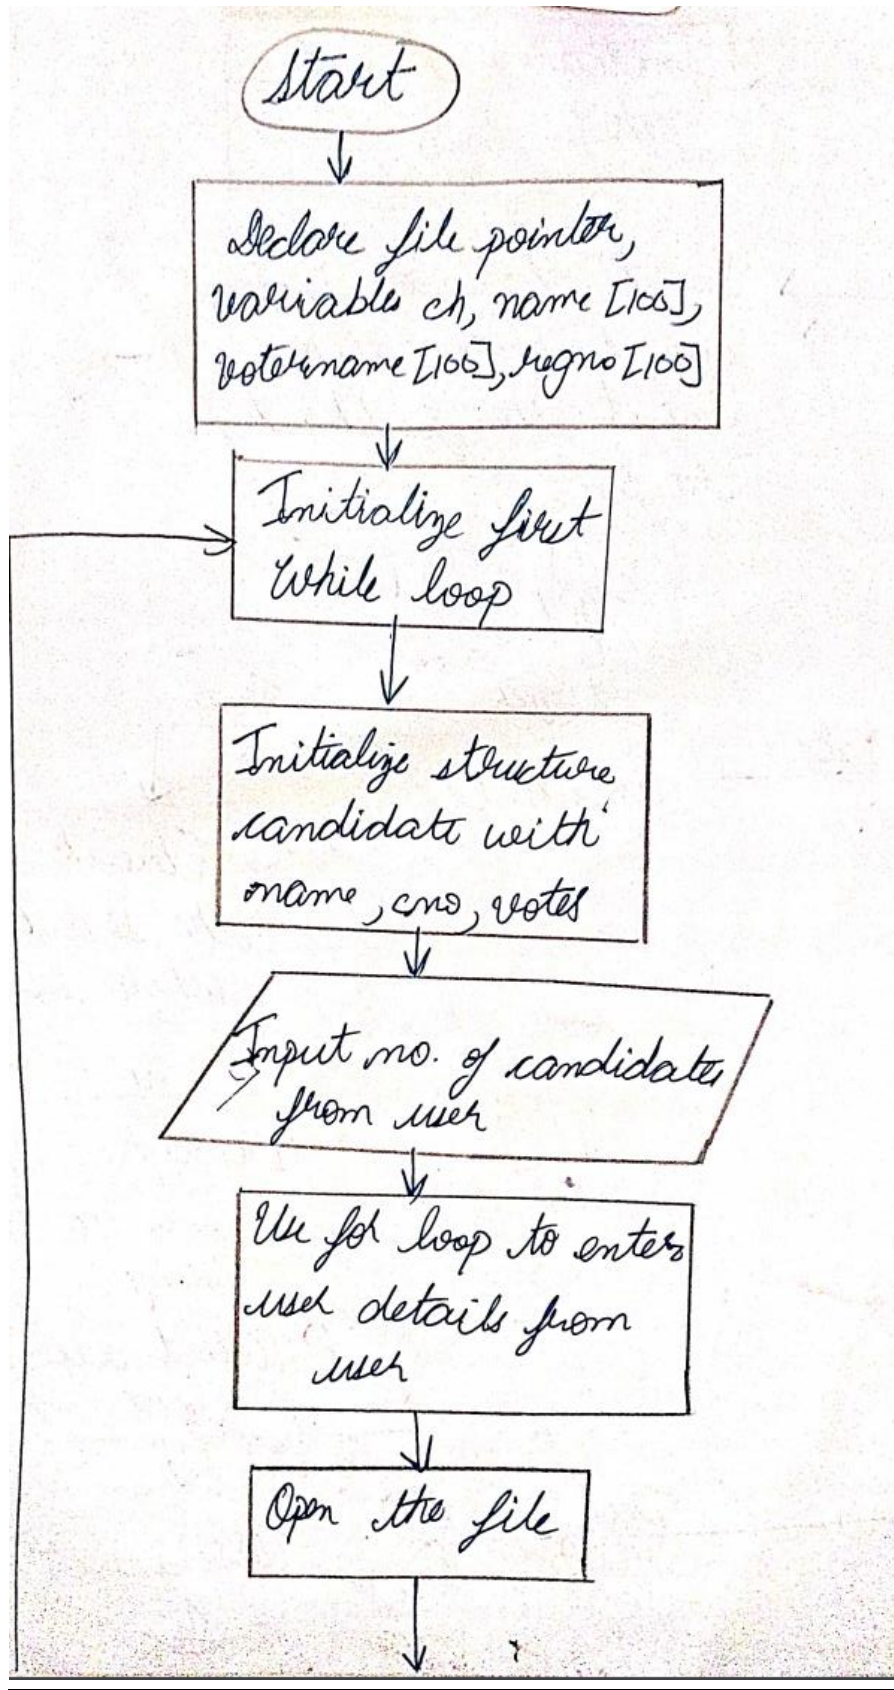 Start
Declare file pointer,
variables ch, name [100],
votername [100], regno [100]
Initialize first
While loop
Initialize structure
candidate with
name, cno, votes
Input no. of candidates
from user
Use for loop to enter
user details from
user
Open the file